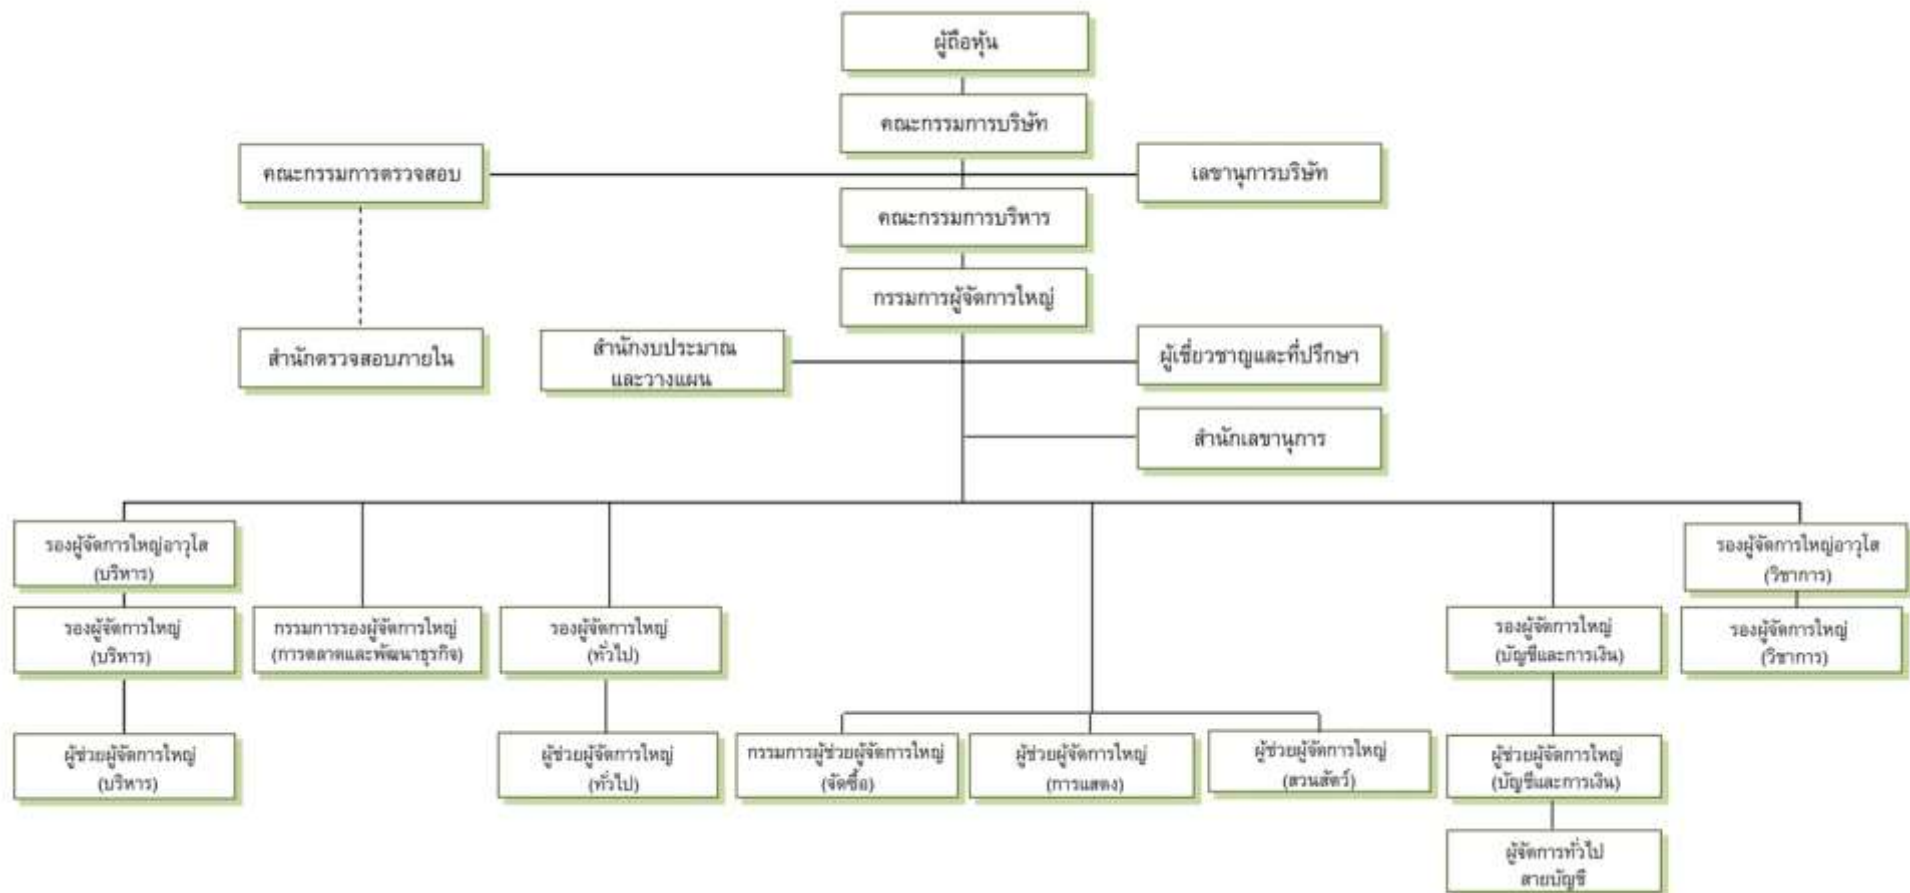 ผู้ถือหุ้น
คณะกรรมการบริษัท
คณะกรรมการตรวจสอบ
เลขานุการบริษัท
คณะกรรมการบริหาร
กรรมการผู้จัดการใหญ่
สำนักตรวจสอบภายใน
สำนักงบประมาณ
และวางแผน
ผู้เชี่ยวชาญและที่ปรึกษา
สำนักเลขานุการ
รองผู้จัดการใหญ่อาวุโส
(บริหาร)
รองผู้จัดการใหญ่อาวุโส
(วิชาการ)
รองผู้จัดการใหญ่
(บริหาร)
กรรมการรองผู้จัดการใหญ่
(การตลาดและพัฒนาธุรกิจ)
รองผู้จัดการใหญ่
(ทั่วไป)
รองผู้จัดการใหญ่
(บัญชีและการเงิน)
รองผู้จัดการใหญ่
(วิชาการ)
ผู้ช่วยผู้จัดการใหญ่
(บริหาร)
ผู้ช่วยผู้จัดการใหญ่
(ทั่วไป)
กรรมการผู้ช่วยผู้จัดการใหญ่
(จัดซื้อ)
ผู้ช่วยผู้จัดการใหญ่
(การแสดง)
ผู้ช่วยผู้จัดการใหญ่
(สวนสัตว์)
ผู้ช่วยผู้จัดการใหญ่
(บัญชีและการเงิน)
ผู้จัดการทั่วไป
สายบัญชี